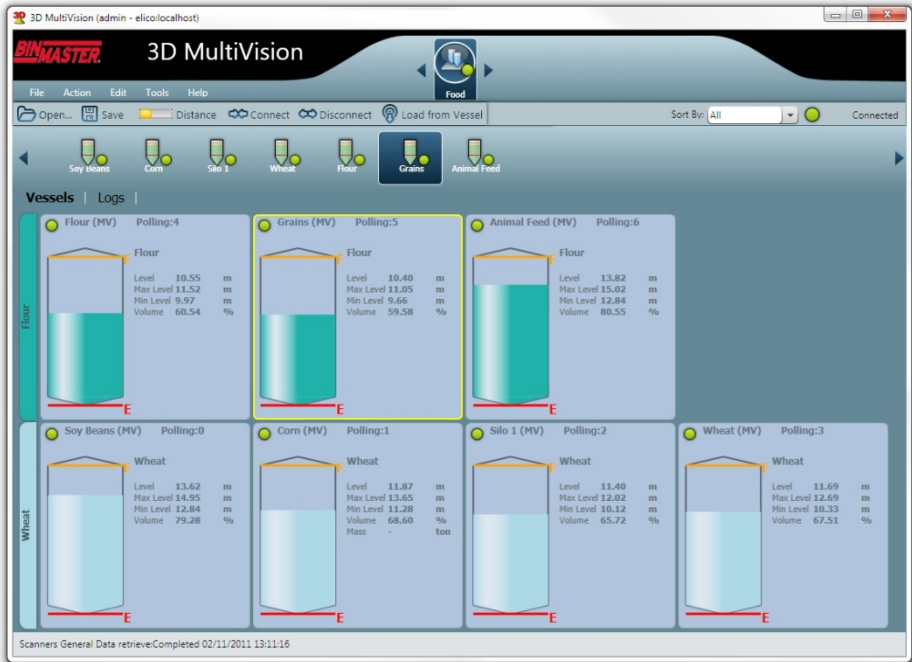 3D MultiVision (admin - elico:localhost)
BINMASTER. 3D MultiVision
File Action Edit Tools Help
Food
Open... Save Distance Connect Disconnect Load from Vessel Sort By: All Connected
Soy Beans Corn Silo 1 Wheat Flour Grains Animal Feed
Vessels | Logs |
Flour
Flour (MV) Polling:4
F Flour
Level 10.55 m
Max Level 11.52 m
Min Level 9.97 m
Volume 60.54 %
E
Grains (MV) Polling:5
F Flour
Level 10.40 m
Max Level 11.05 m
Min Level 9.66 m
Volume 59.58 %
E
Animal Feed (MV) Polling:6
F Flour
Level 13.82 m
Max Level 15.02 m
Min Level 12.84 m
Volume 80.55 %
E
Wheat
Soy Beans (MV) Polling:0
F Wheat
Level 13.62 m
Max Level 14.95 m
Min Level 12.84 m
Volume 79.28 %
E
Corn (MV) Polling:1
F Wheat
Level 11.87 m
Max Level 13.65 m
Min Level 11.28 m
Volume 68.60 %
Mass - ton
E
Silo 1 (MV) Polling:2
F Wheat
Level 11.40 m
Max Level 12.02 m
Min Level 10.12 m
Volume 65.72 %
E
Wheat (MV) Polling:3
F Wheat
Level 11.69 m
Max Level 12.69 m
Min Level 10.33 m
Volume 67.51 %
E
Scanners General Data retrieve:Completed 02/11/2011 13:11:16